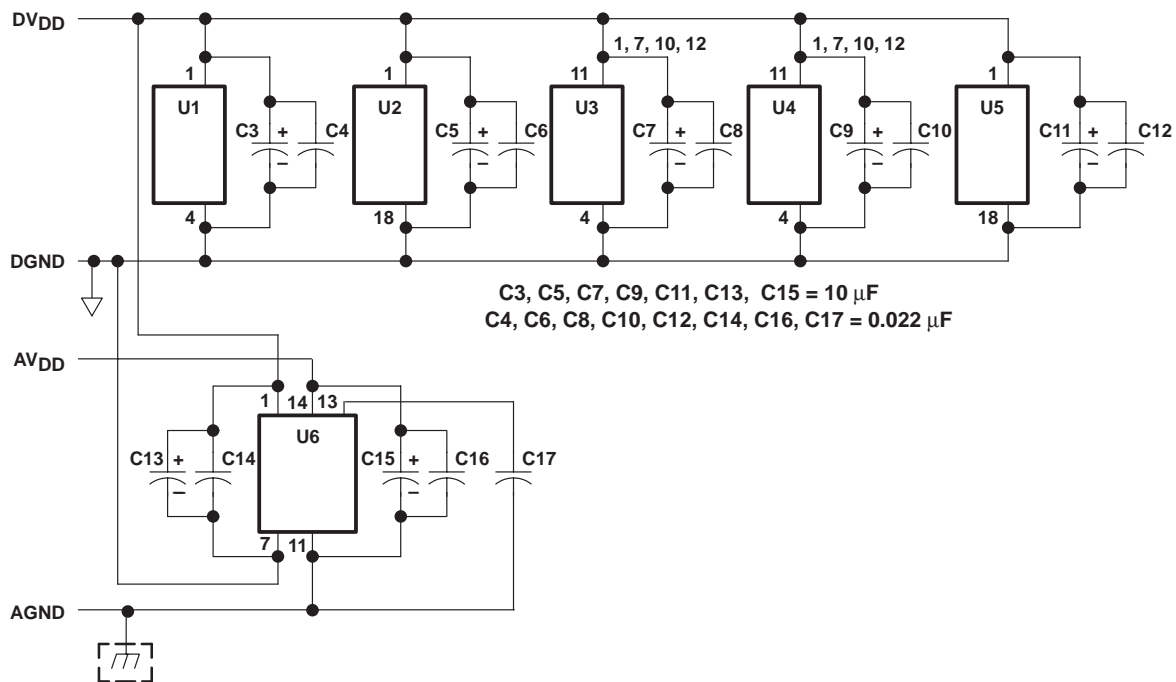 DVDD
1, 7, 10, 12 1, 7, 10, 12
1 1 11 11 1
U1 U2 U3 U4 U5
C3 + C4 C5 + C6 C7 + C8 C9 + C10 C11 + C12
– – – – –
4 18 4 4 18
DGND
C3, C5, C7, C9, C11, C13, C15 = 10 μF
C4, C6, C8, C10, C12, C14, C16, C17 = 0.022 μF
AVDD
1 14 13
U6
C13 + C14 C15 + C16 C17
– –
7 11
AGND